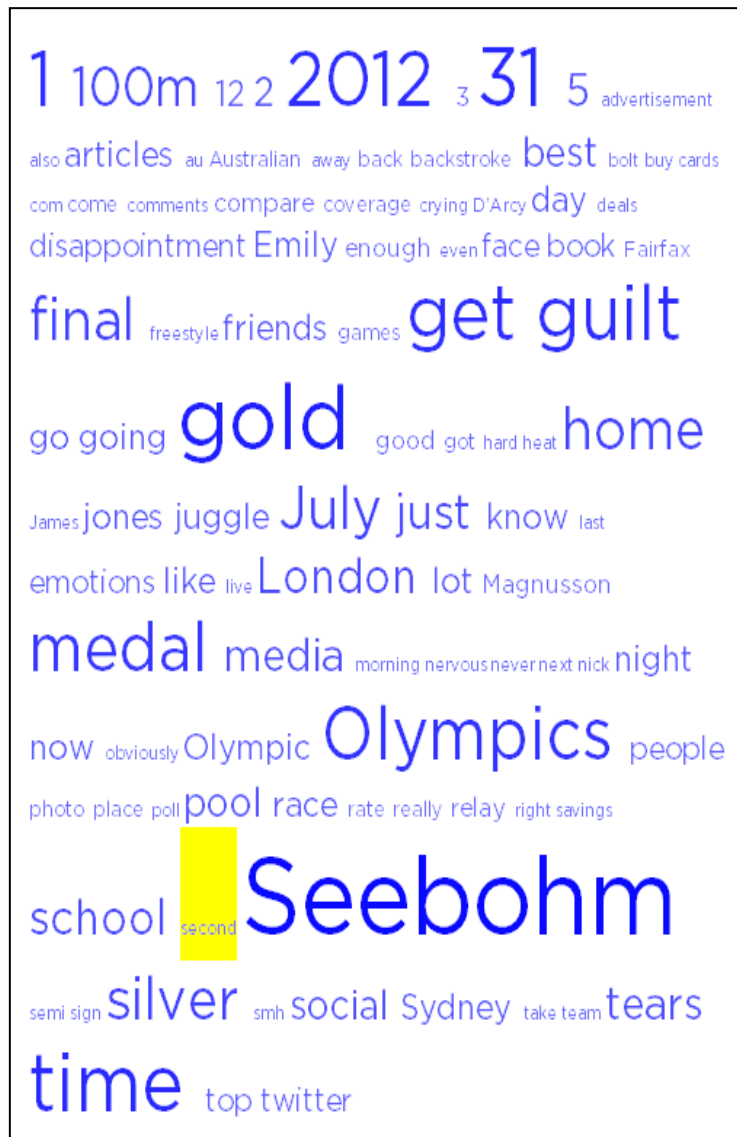 1 100m 12 2 2012 3 31 5 advertisement
also articles au Australian away back backstroke best bolt buy cards
com come comments compare coverage crying D'Arcy day deals
disappointment Emily enough even face book Fairfax
final freestyle friends games get guilt
go going gold good got hard heat home
James jones juggle July just know last
emotions like live London lot Magnusson
medal media morning nervous never next nick night
now obviously Olympic Olympics people
photo place poll pool race rate really relay right savings
school second Seebohm
semi sign silver smh social Sydney take team tears
time top twitter